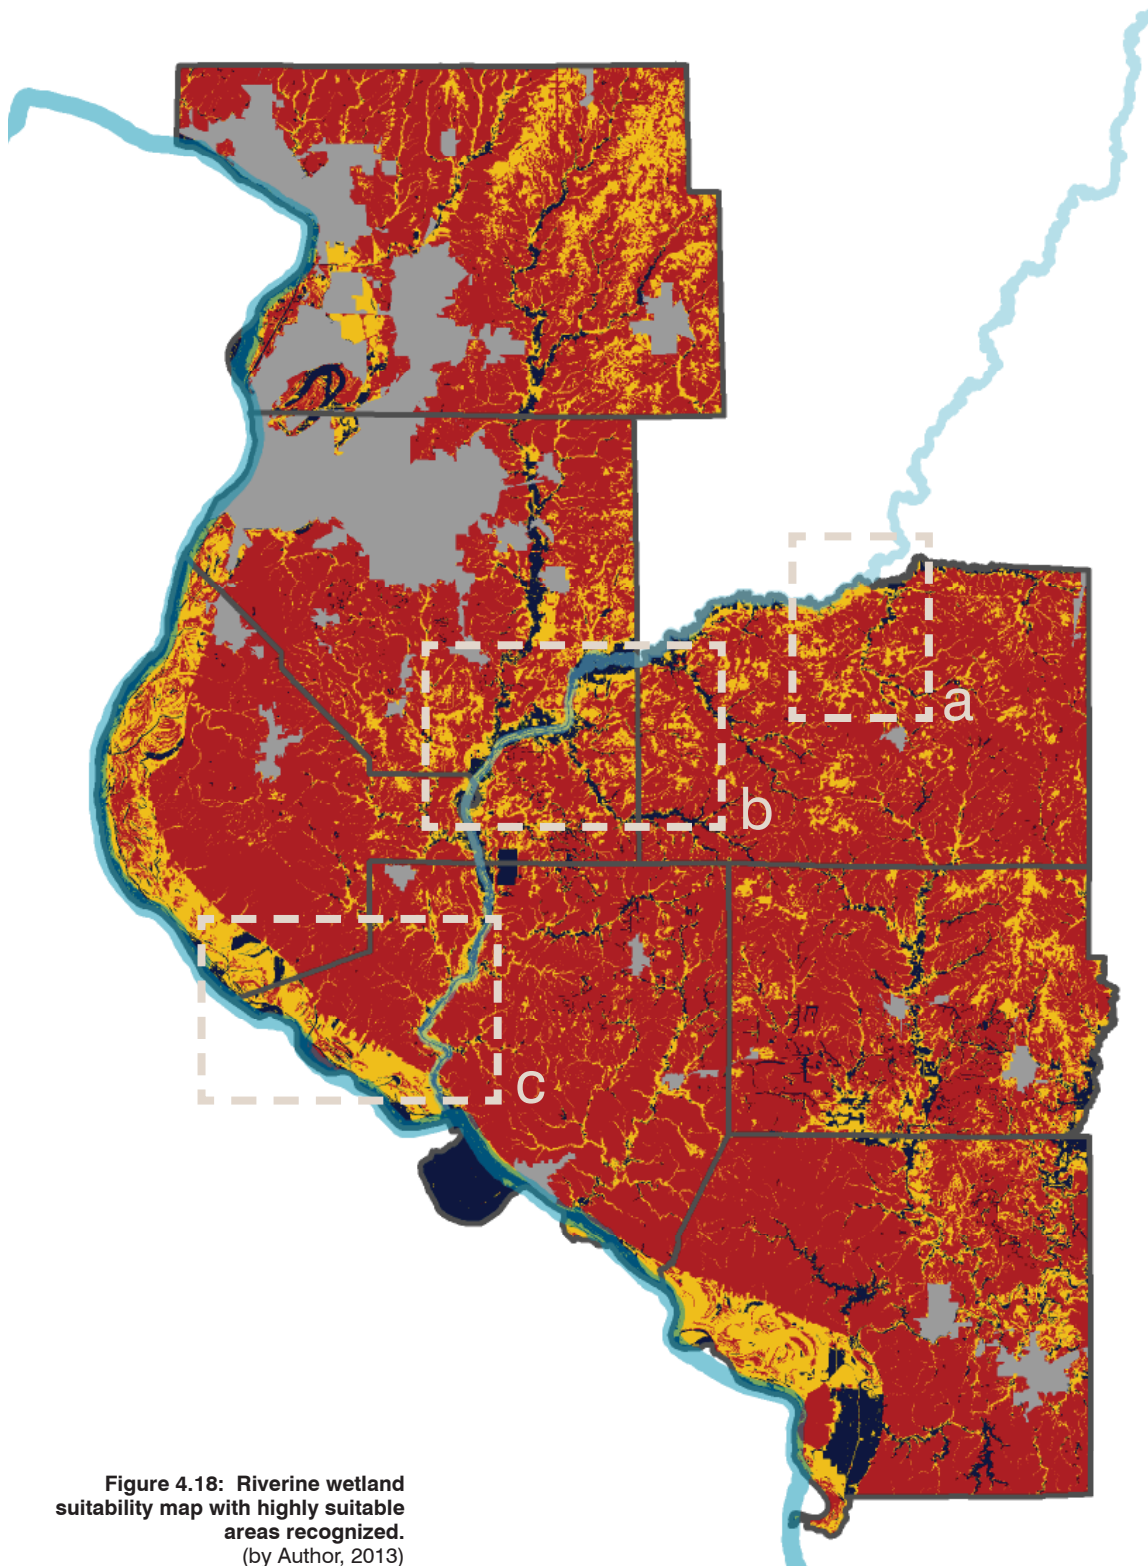 a
b
c
Figure 4.18: Riverine wetland
suitability map with highly suitable
areas recognized.
(by Author, 2013)